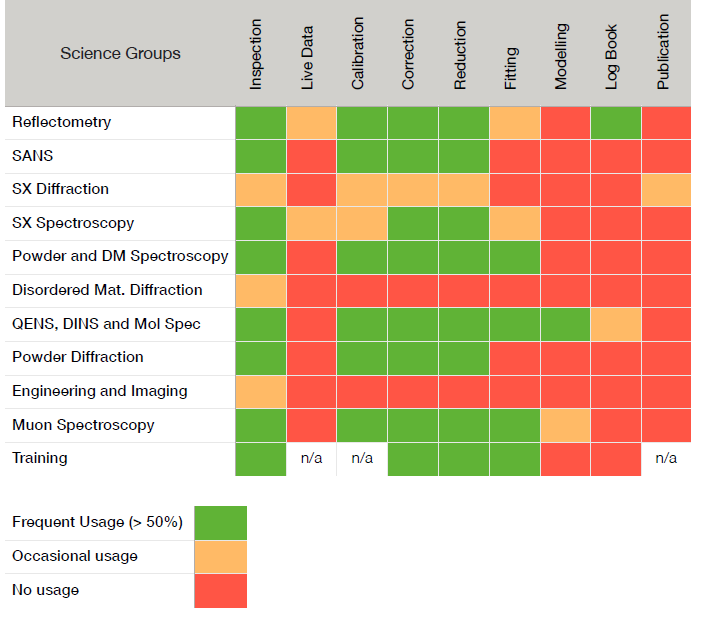 Science Groups
Inspection
Live Data
Calibration
Correction
Reduction
Fitting
Modelling
Log Book
Publication
Reflectometry
SANS
SX Diffraction
SX Spectroscopy
Powder and DM Spectroscopy
Disordered Mat. Diffraction
QENS, DINS and Mol Spec
Powder Diffraction
Engineering and Imaging
Muon Spectroscopy
Training n/a n/a n/a
Frequent Usage (> 50%)
Occasional usage
No usage